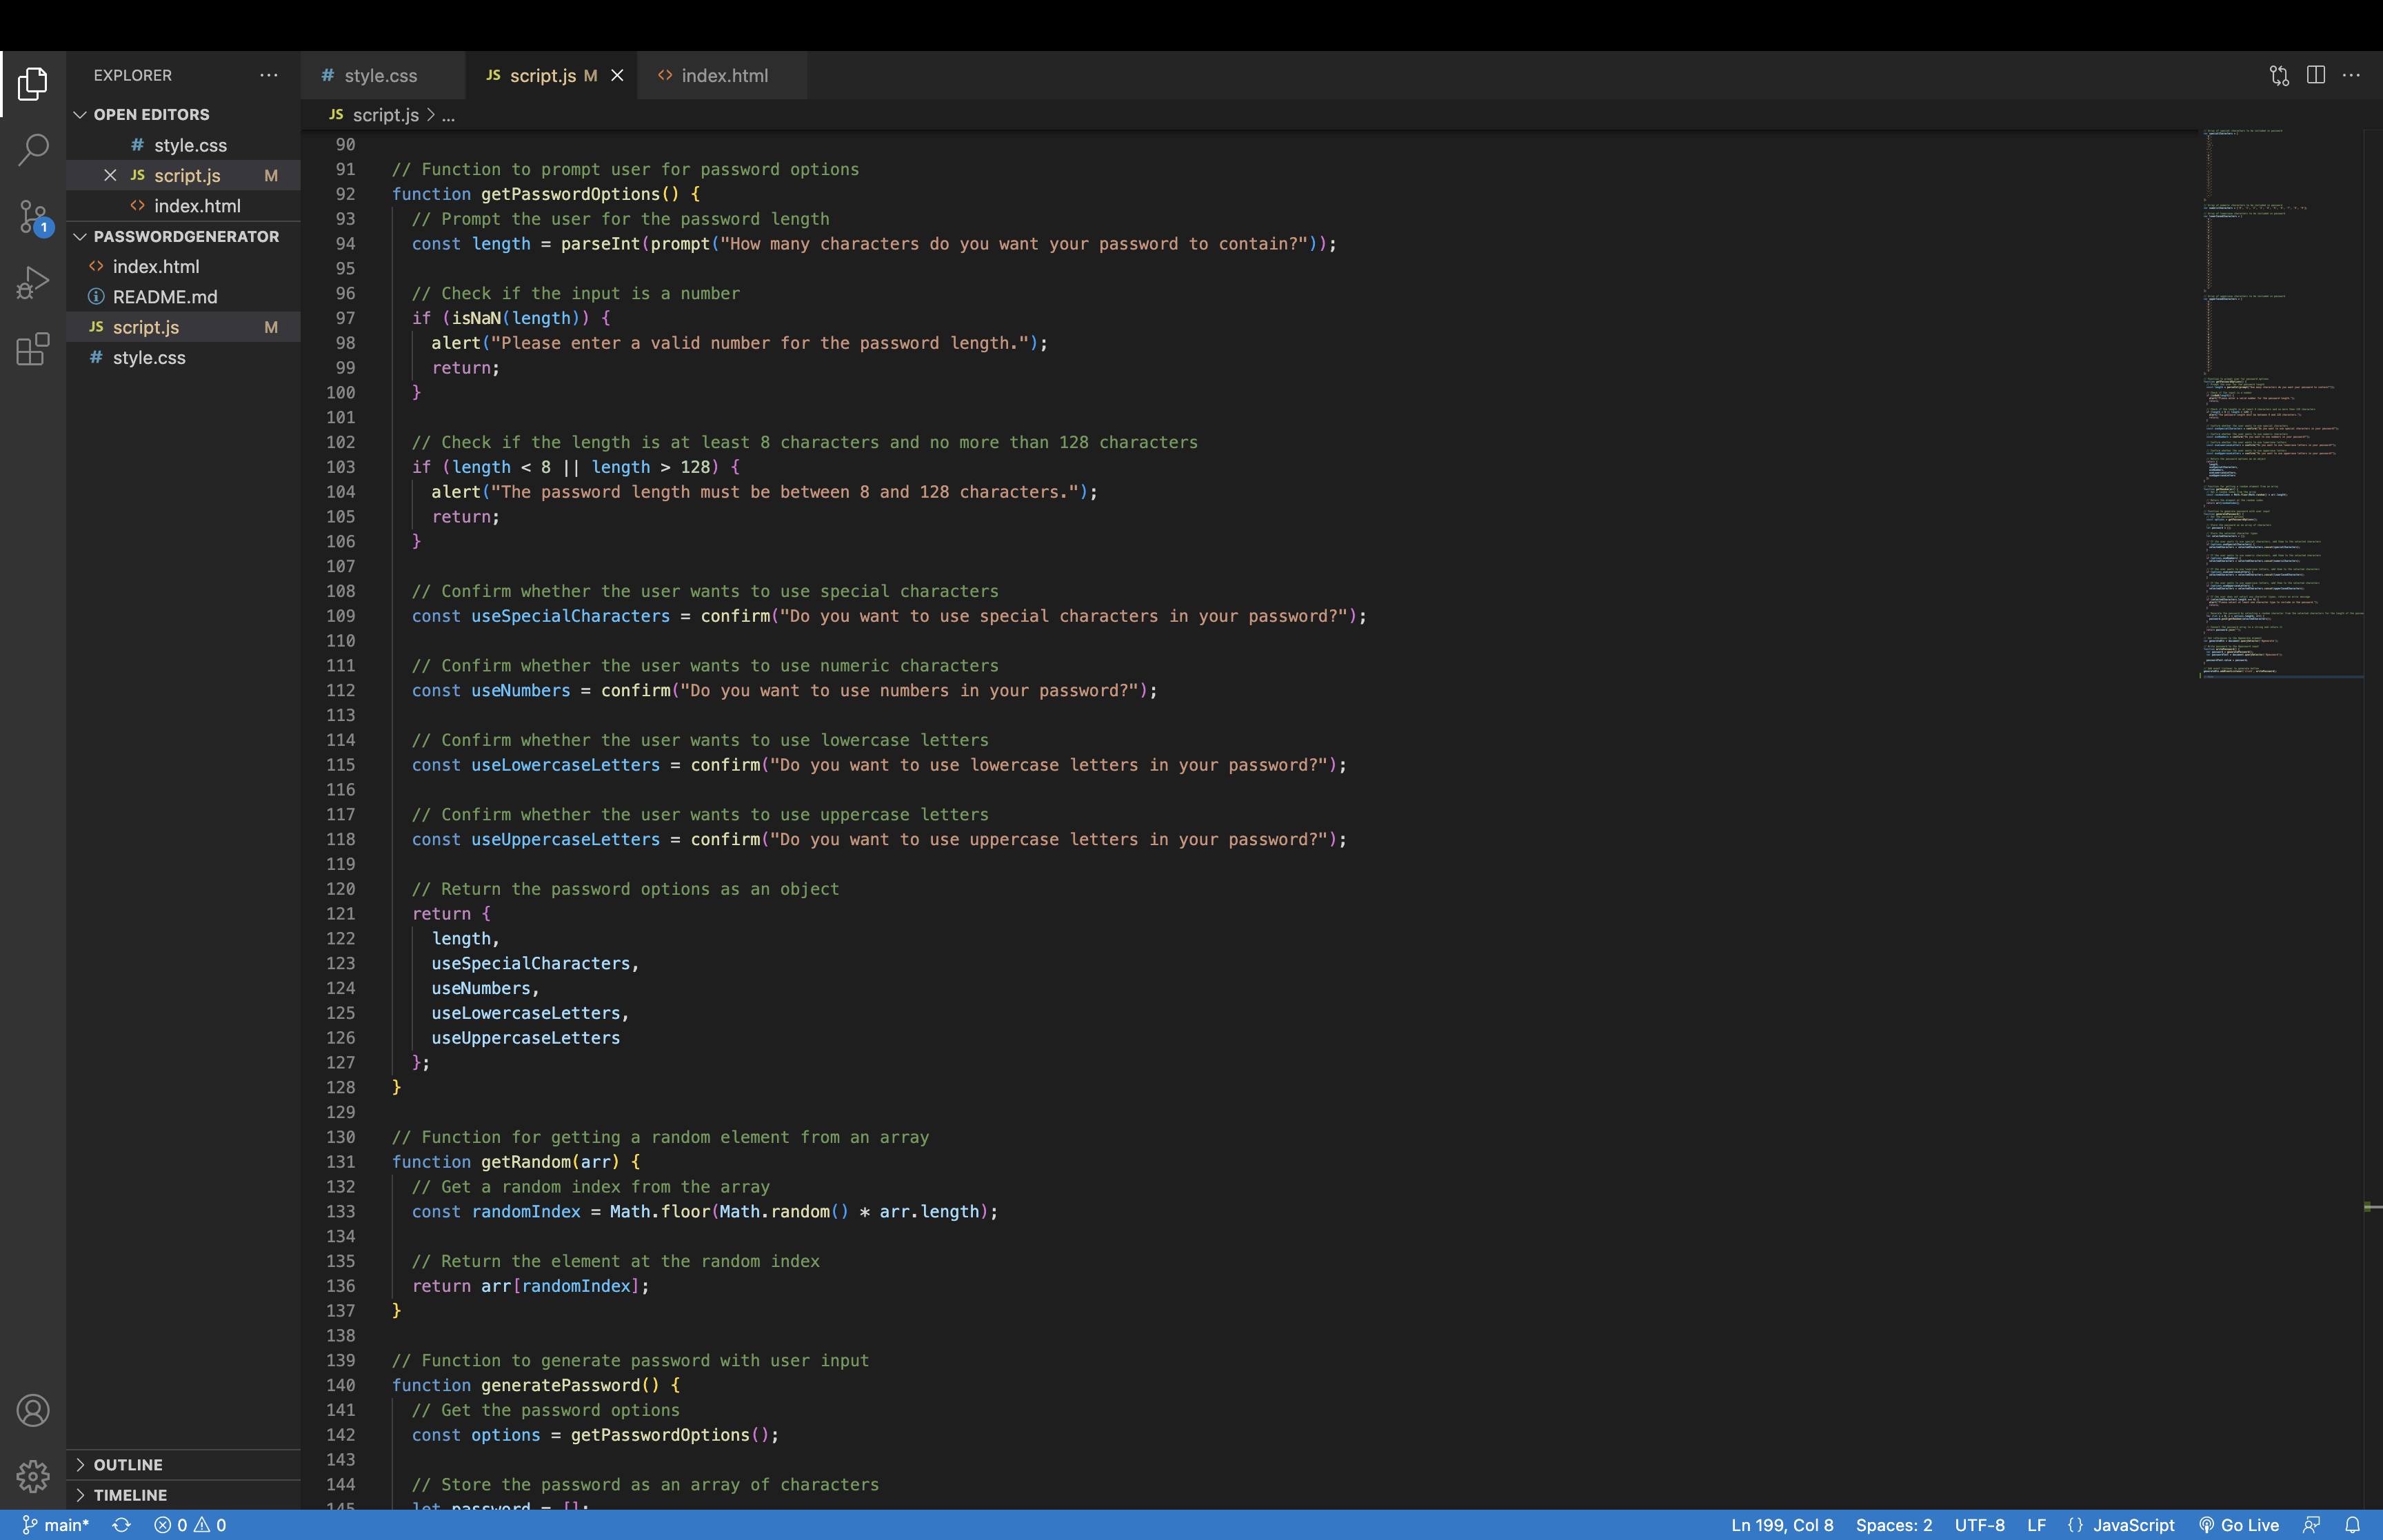 EXPLORER
OPEN EDITORS
style.css
script.js M
index.html
PASSWORDGENERATOR
index.html
README.md
script.js M
style.css
OUTLINE
TIMELINE
1
# style.css
JS script.js M
<> index.html
JS script.js > ...
90
91 // Function to prompt user for password options
92 function getPasswordOptions() {
93   // Prompt the user for the password length
94   const length = parseInt(prompt("How many characters do you want your password to contain?"));
95
96   // Check if the input is a number
97   if (isNaN(length)) {
98     alert("Please enter a valid number for the password length.");
99     return;
100   }
101
102   // Check if the length is at least 8 characters and no more than 128 characters
103   if (length < 8 || length > 128) {
104     alert("The password length must be between 8 and 128 characters.");
105     return;
106   }
107
108   // Confirm whether the user wants to use special characters
109   const useSpecialCharacters = confirm("Do you want to use special characters in your password?");
110
111   // Confirm whether the user wants to use numeric characters
112   const useNumbers = confirm("Do you want to use numbers in your password?");
113
114   // Confirm whether the user wants to use lowercase letters
115   const useLowercaseLetters = confirm("Do you want to use lowercase letters in your password?");
116
117   // Confirm whether the user wants to use uppercase letters
118   const useUppercaseLetters = confirm("Do you want to use uppercase letters in your password?");
119
120   // Return the password options as an object
121   return {
122     length,
123     useSpecialCharacters,
124     useNumbers,
125     useLowercaseLetters,
126     useUppercaseLetters
127   };
128 }
129
130 // Function for getting a random element from an array
131 function getRandom(arr) {
132   // Get a random index from the array
133   const randomIndex = Math.floor(Math.random() * arr.length);
134
135   // Return the element at the random index
136   return arr[randomIndex];
137 }
138
139 // Function to generate password with user input
140 function generatePassword() {
141   // Get the password options
142   const options = getPasswordOptions();
143
144   // Store the password as an array of characters
145   let password = [];
main* 0 0 Ln 199, Col 8 Spaces: 2 UTF-8 LF {} JavaScript Go Live